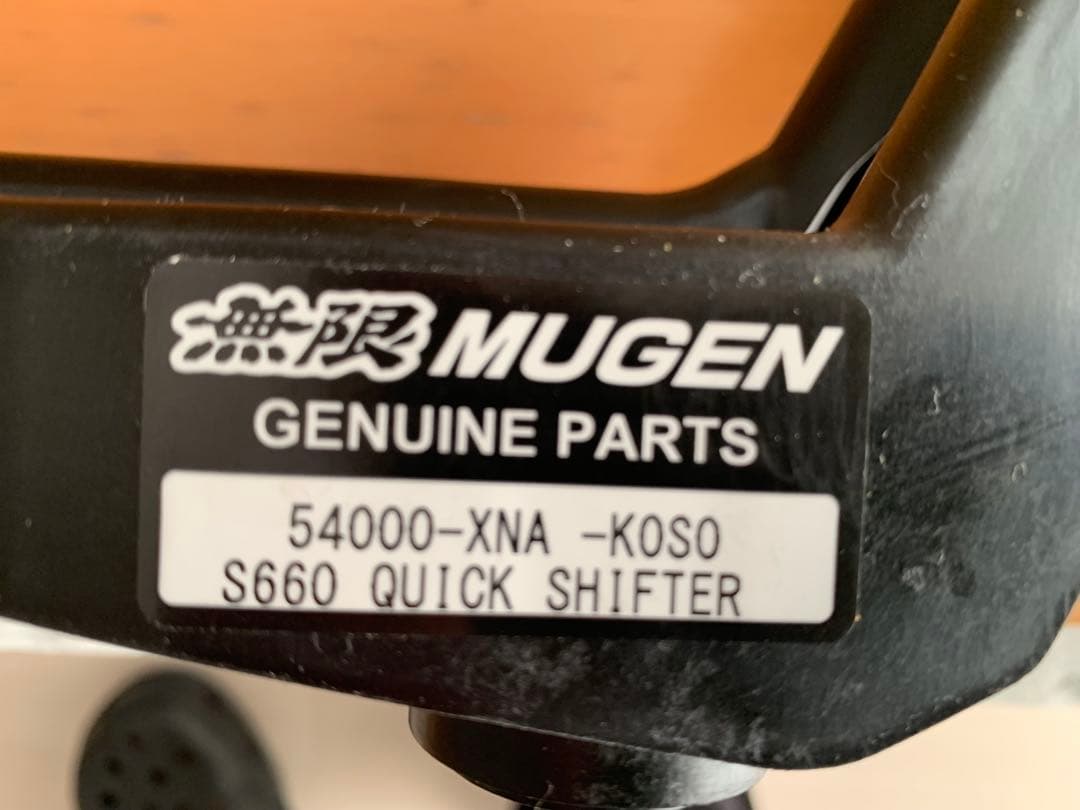 無限 MUGEN
GENUINE PARTS
54000-XNA -K0S0
S660 QUICK SHIFTER